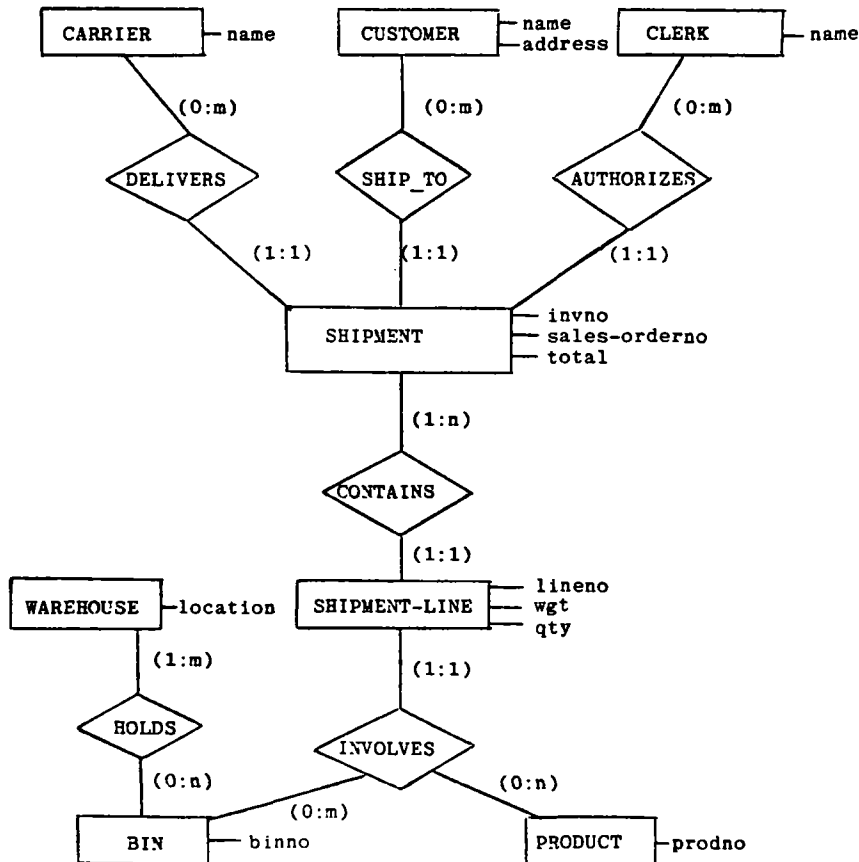 CARRIER name CUSTOMER name address CLERK name
(0:m) (0:m) (0:m)
DELIVERS SHIP_TO AUTHORIZES
(1:1) (1:1) (1:1)
SHIPMENT invno
sales-orderno
total
(1:n)
CONTAINS
(1:1)
WAREHOUSE location SHIPMENT-LINE lineno
wgt
qty
(1:m) (1:1)
HOLDS INVOLVES
(0:n) (0:m) (0:n)
BIN binno PRODUCT prodno